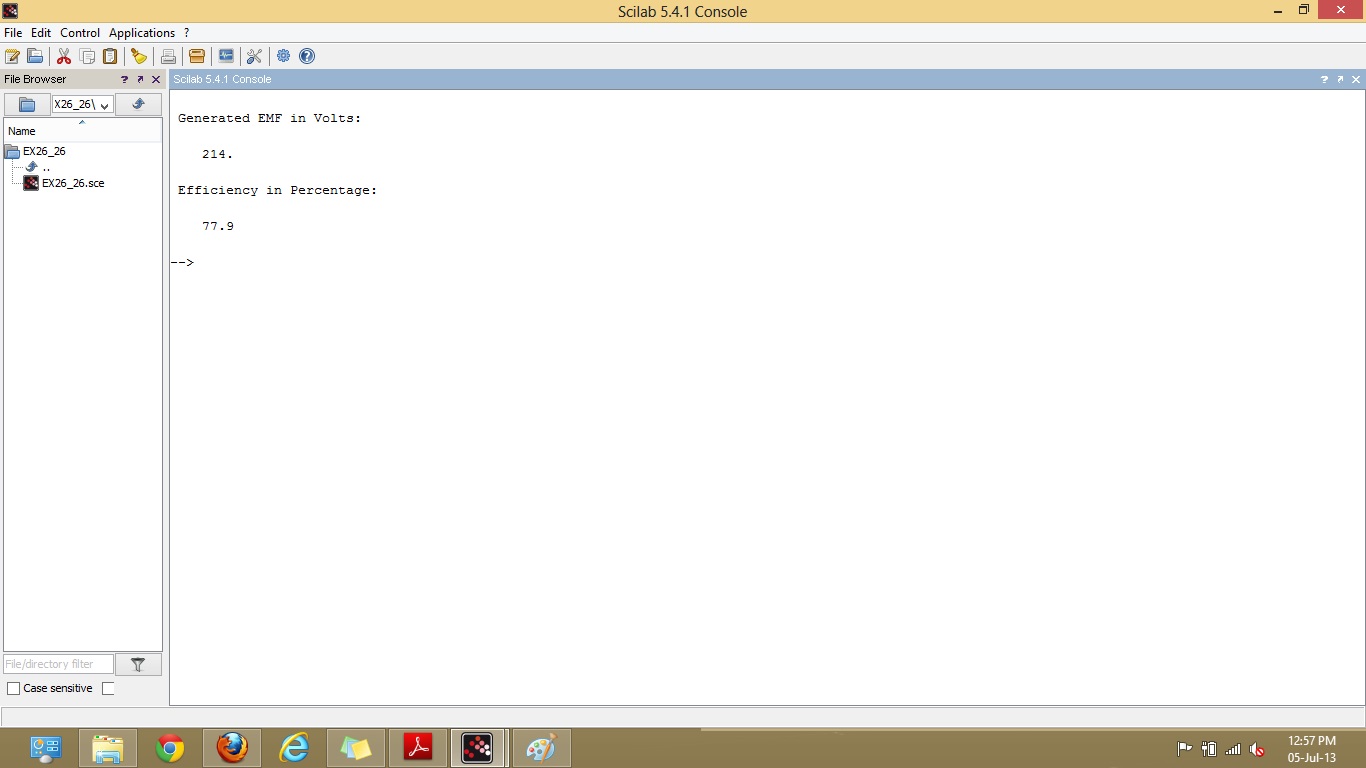 Scilab 5.4.1 Console
File Edit Control Applications ?
File Browser ? Scilab 5.4.1 Console ?
X26_26\
Name
EX26_26
..
EX26_26.sce
Generated EMF in Volts:
214.
Efficiency in Percentage:
77.9
-->
File/directory filter
Case sensitive
12:57 PM
05-Jul-13